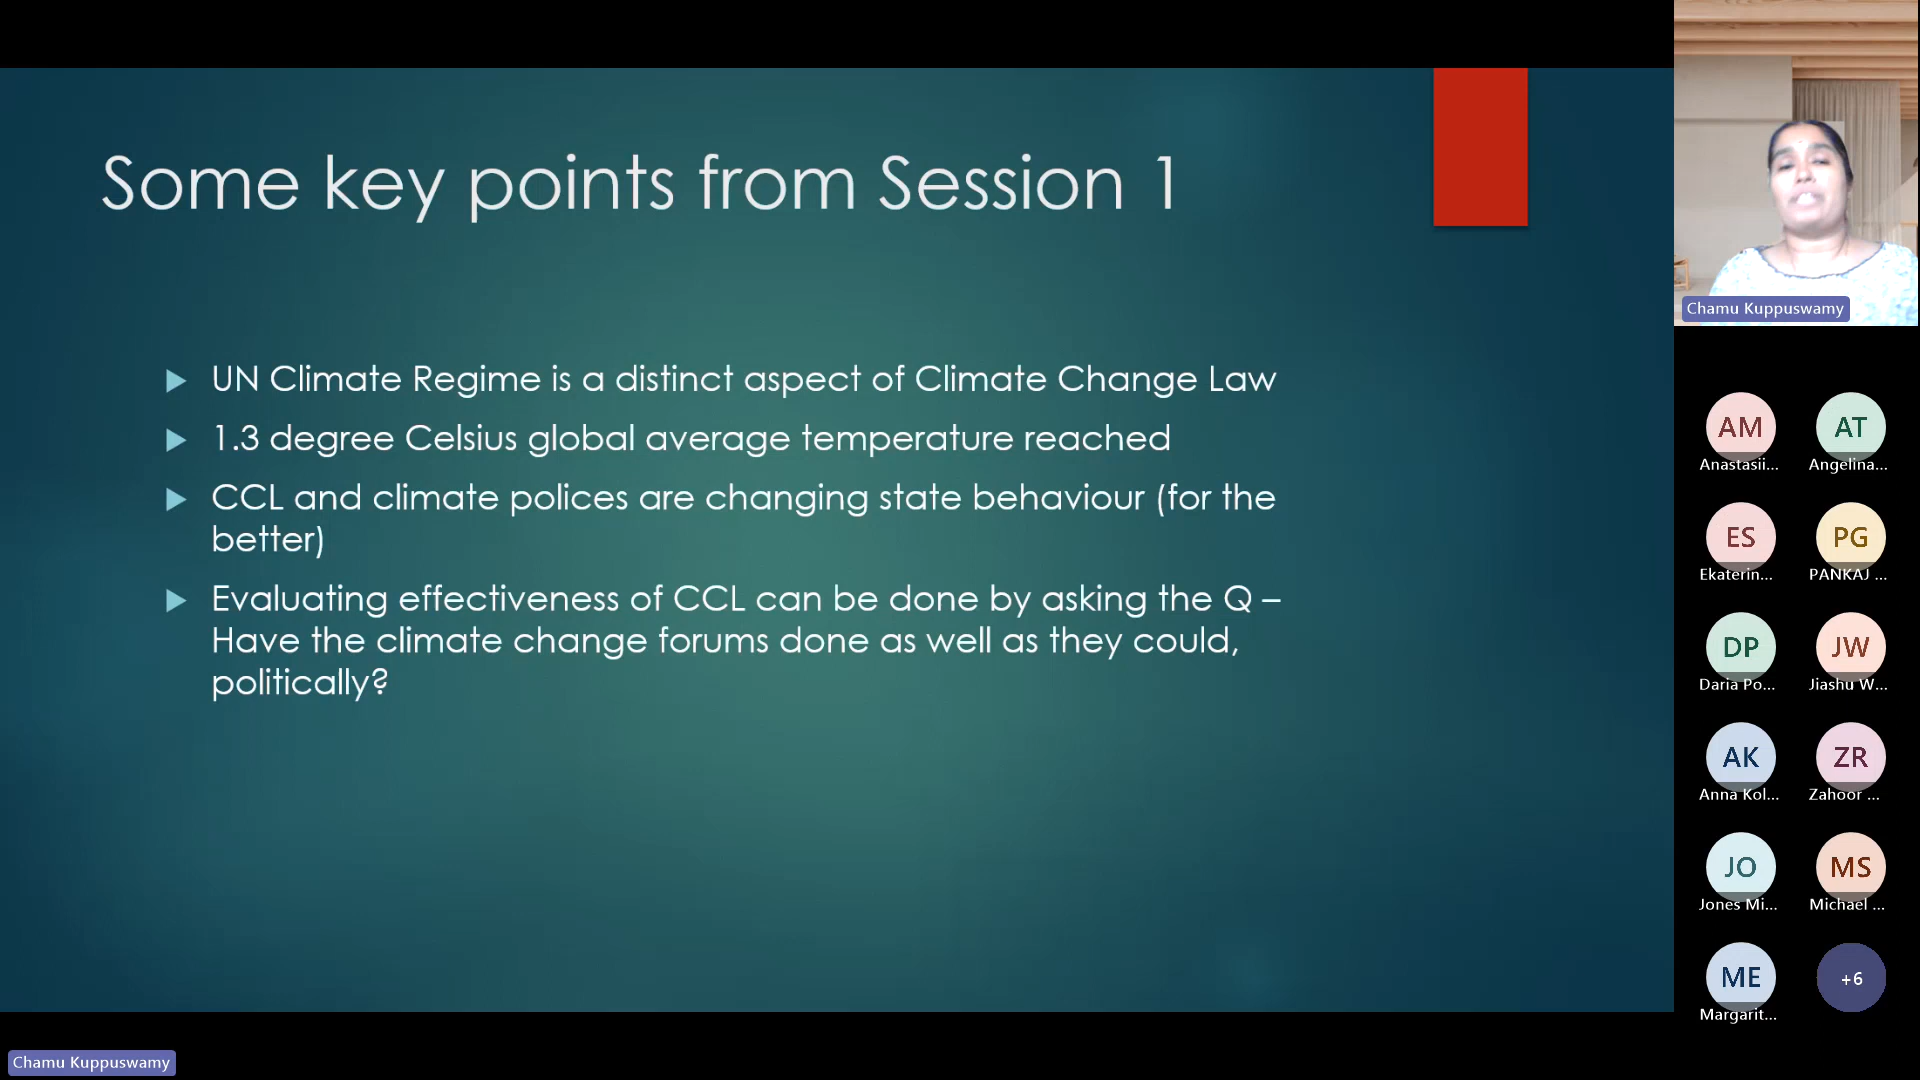 Some key points from Session 1
UN Climate Regime is a distinct aspect of Climate Change Law
1.3 degree Celsius global average temperature reached
CCL and climate polices are changing state behaviour (for the
better)
Evaluating effectiveness of CCL can be done by asking the Q –
Have the climate change forums done as well as they could,
politically?
Chamu Kuppuswamy
AM
Anastasii...
AT
Angelina...
ES
Ekaterin...
PG
PANKAJ ...
DP
Daria Po...
JW
Jiashu W...
AK
Anna Kol...
ZR
Zahoor ...
JO
Jones Mi...
MS
Michael ...
ME
Margarit...
+6
Chamu Kuppuswamy